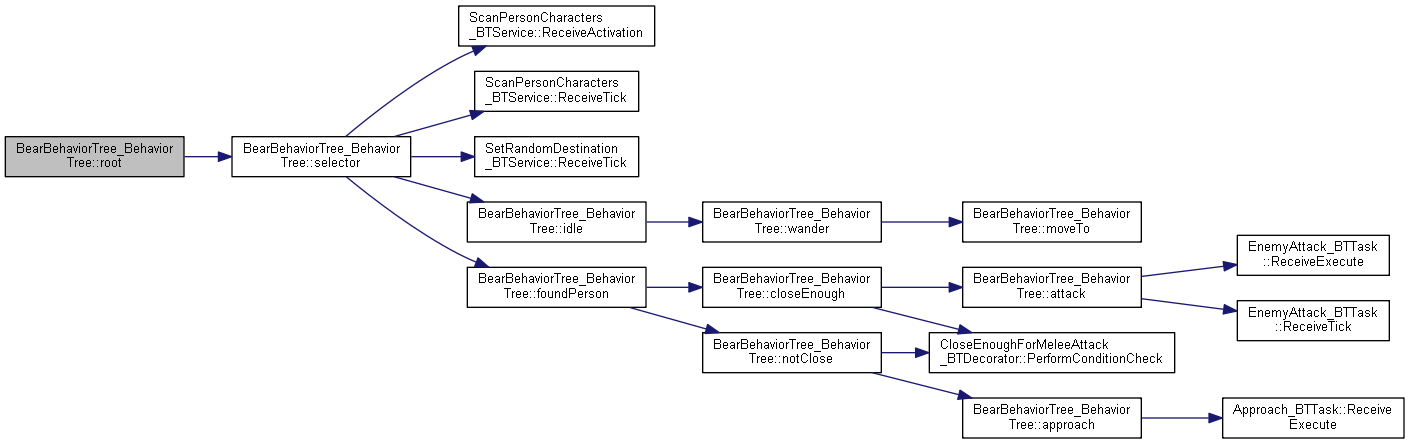 ScanPersonCharacters
_BTService::ReceiveActivation
ScanPersonCharacters
_BTService::ReceiveTick
BearBehaviorTree_Behavior
Tree::root
BearBehaviorTree_Behavior
Tree::selector
SetRandomDestination
_BTService::ReceiveTick
BearBehaviorTree_Behavior
Tree::idle
BearBehaviorTree_Behavior
Tree::wander
BearBehaviorTree_Behavior
Tree::moveTo
BearBehaviorTree_Behavior
Tree::foundPerson
BearBehaviorTree_Behavior
Tree::closeEnough
BearBehaviorTree_Behavior
Tree::attack
EnemyAttack_BTTask
::ReceiveExecute
EnemyAttack_BTTask
::ReceiveTick
BearBehaviorTree_Behavior
Tree::notClose
CloseEnoughForMeleeAttack
_BTDecorator::PerformConditionCheck
BearBehaviorTree_Behavior
Tree::approach
Approach_BTTask::Receive
Execute